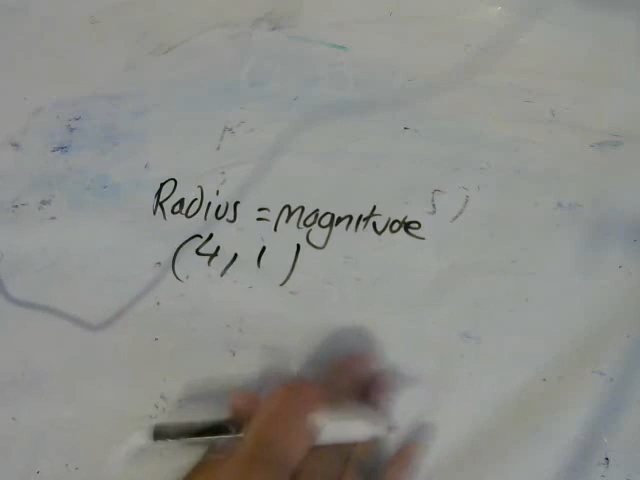 Radius = magnitude
(4, 1)